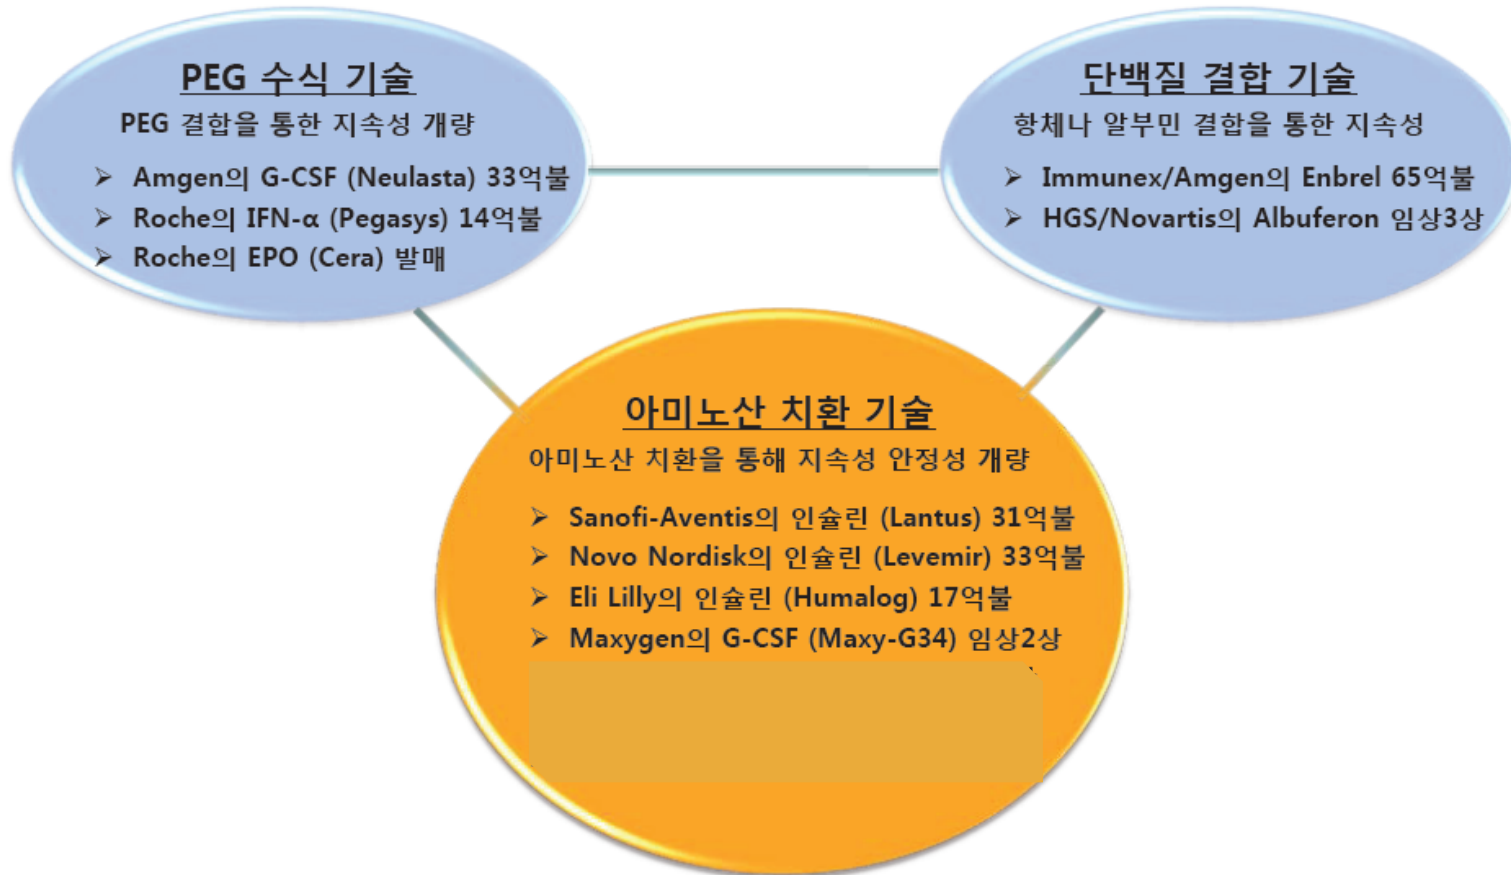 PEG 수식 기술
PEG 결합을 통한 지속성 개량
➢ Amgen의 G-CSF (Neulasta) 33억불
➢ Roche의 IFN-α (Pegasys) 14억불
➢ Roche의 EPO (Cera) 발매
단백질 결합 기술
항체나 알부민 결합을 통한 지속성
➢ Immunex/Amgen의 Enbrel 65억불
➢ HGS/Novartis의 Albuferon 임상3상
아미노산 치환 기술
아미노산 치환을 통해 지속성 안정성 개량
➢ Sanofi-Aventis의 인슐린 (Lantus) 31억불
➢ Novo Nordisk의 인슐린 (Levemir) 33억불
➢ Eli Lilly의 인슐린 (Humalog) 17억불
➢ Maxygen의 G-CSF (Maxy-G34) 임상2상